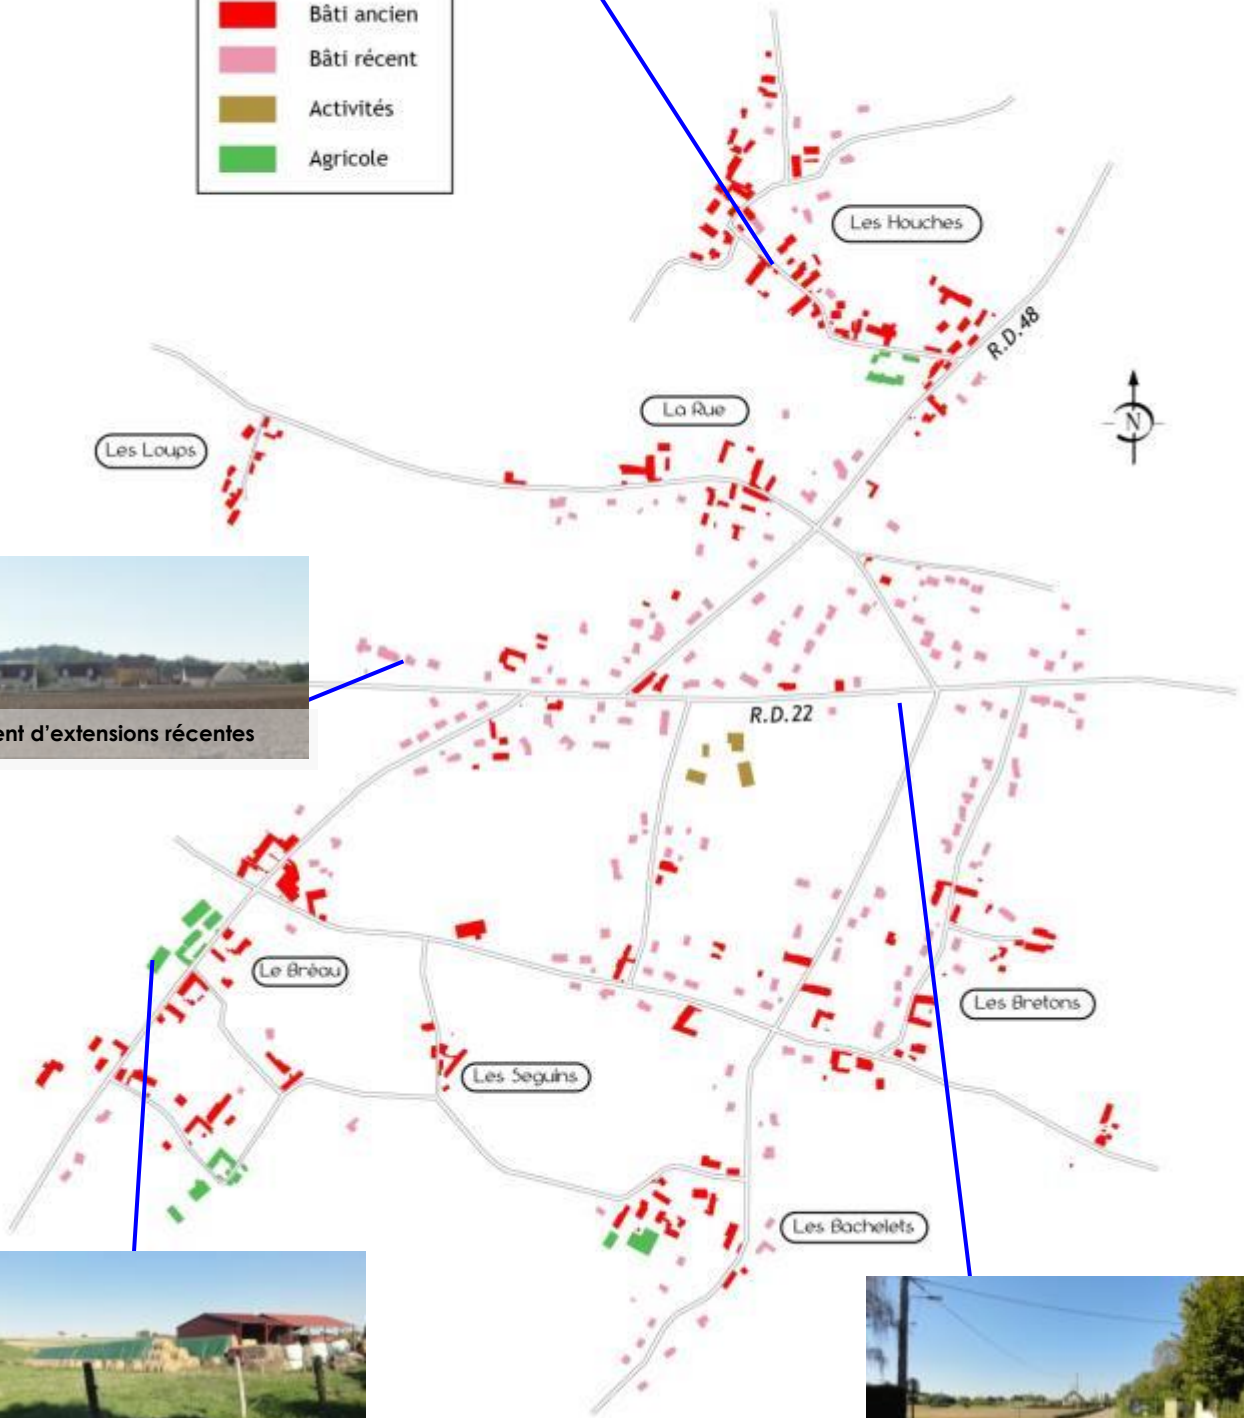 Bâti ancien
Bâti récent
Activités
Agricole
Les Houches
R.D.48
La Rue
N
Les Loups
d'extensions récentes
R.D.22
Le Bréau
Les Bretons
Les Seguins
Les Bachelets